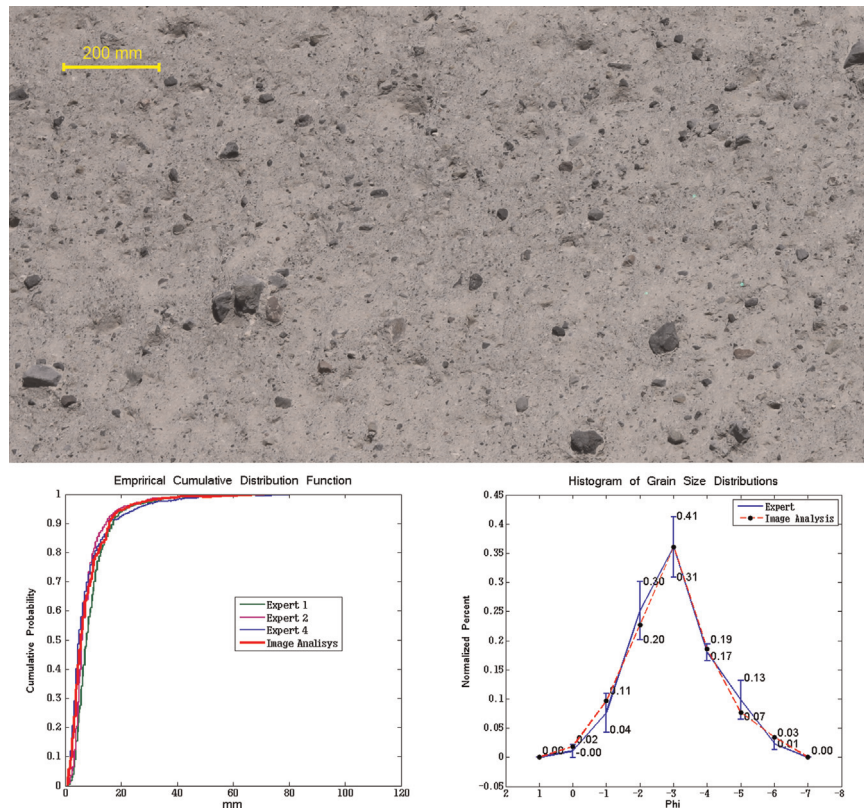 200 mm
Emprirical Cumulative Distribution Function
Cumulative Probability
1
0.9
0.8
0.7
0.6
0.5
0.4
0.3
0.2
0.1
0
Expert 1
Expert 2
Expert 4
Image Analisys
0 20 40 60 80 100 120
mm
Histogram of Grain Size Distributions
Normalized Percent
0.45
0.4
0.35
0.3
0.25
0.2
0.15
0.1
0.05
0
-0.05
Expert
Image Analysis
0.41
0.31
0.30
0.20
0.19
0.17
0.11
0.13
0.04
0.07
0.00
0.02
-0.00
0.03
0.01
0.00
2 1 0 -1 -2 -3 -4 -5 -6 -7 -8
Phi